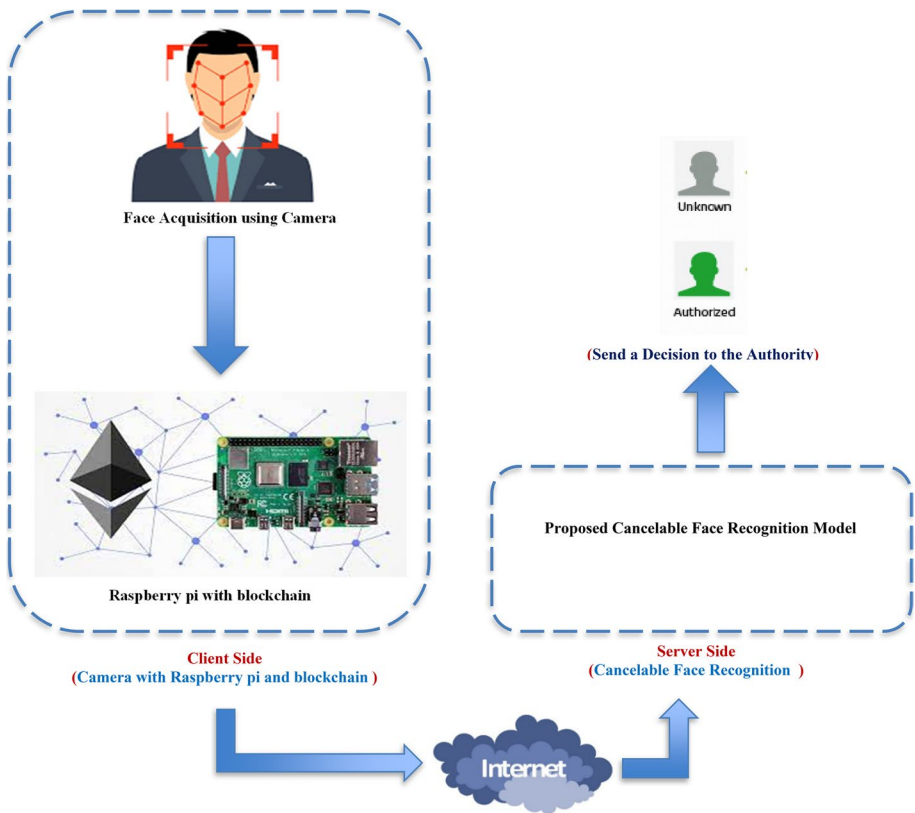 Face Acquisition using Camera
Raspberry pi with blockchain
Client Side
(Camera with Raspberry pi and blockchain )
Internet
Unknown
Authorized
(Send a Decision to the Authority)
Proposed Cancelable Face Recognition Model
Server Side
(Cancelable Face Recognition )